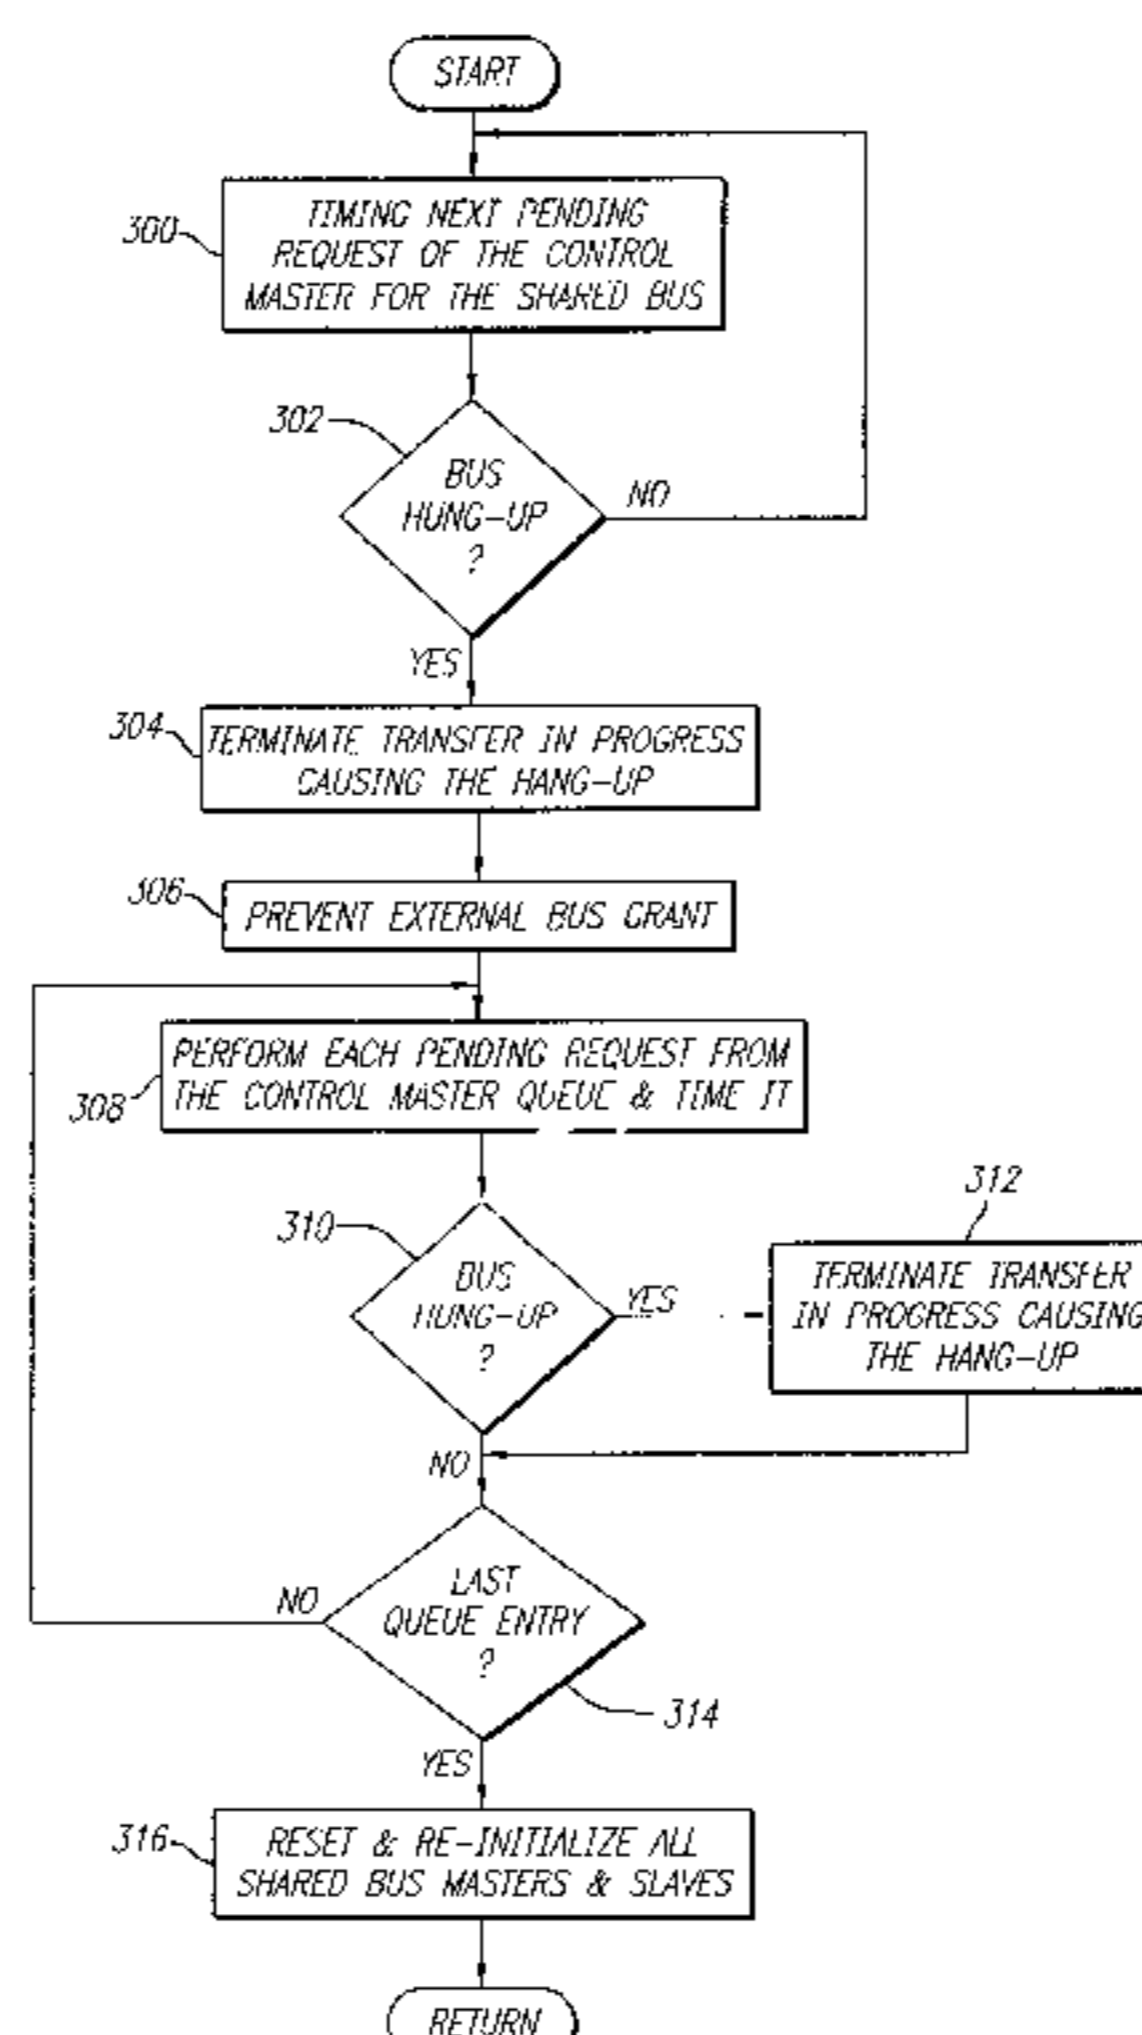 START
300
TIMING NEXT PENDING
REQUEST OF THE CONTROL
MASTER FOR THE SHARED BUS
302
BUS
HUNG-UP
?
NO
YES
304
TERMINATE TRANSFER IN PROGRESS
CAUSING THE HANG-UP
306
PREVENT EXTERNAL BUS GRANT
308
PERFORM EACH PENDING REQUEST FROM
THE CONTROL MASTER QUEUE & TIME IT
310
BUS
HUNG-UP
?
YES
312
TERMINATE TRANSFER
IN PROGRESS CAUSING
THE HANG-UP
NO
LAST
QUEUE ENTRY
?
NO
314
YES
316
RESET & RE-INITIALIZE ALL
SHARED BUS MASTERS & SLAVES
RETURN